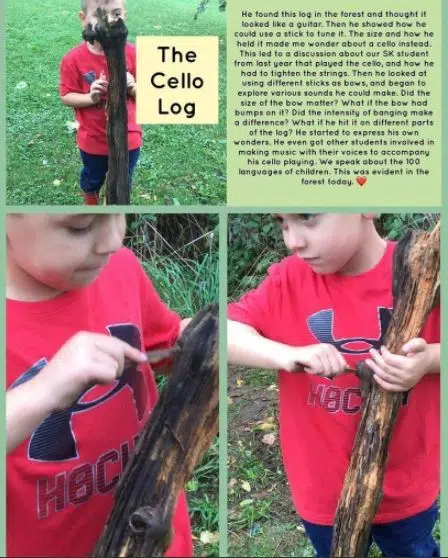 The
Cello
Log
He found this log in the forest and thought it
looked like a guitar. Then he showed how he
could use a stick to tune it. The size and how he
held it made me wonder about a cello instead.
This led to a discussion about our SK student
from last year that played the cello, and how he
had to tighten the strings. Then he looked at
using different sticks as bows, and began to
explore various sounds he could make. Did the
size of the bow matter? What if the bow had
bumps on it? Did the intensity of banging make
a difference? What if he hit it on different parts
of the log? He started to express his own
wonders. He even got other students involved in
making music with their voices to accompany
his cello playing. We speak about the 100
languages of children. This was evident in the
forest today. ❤️
HOCK
HOC